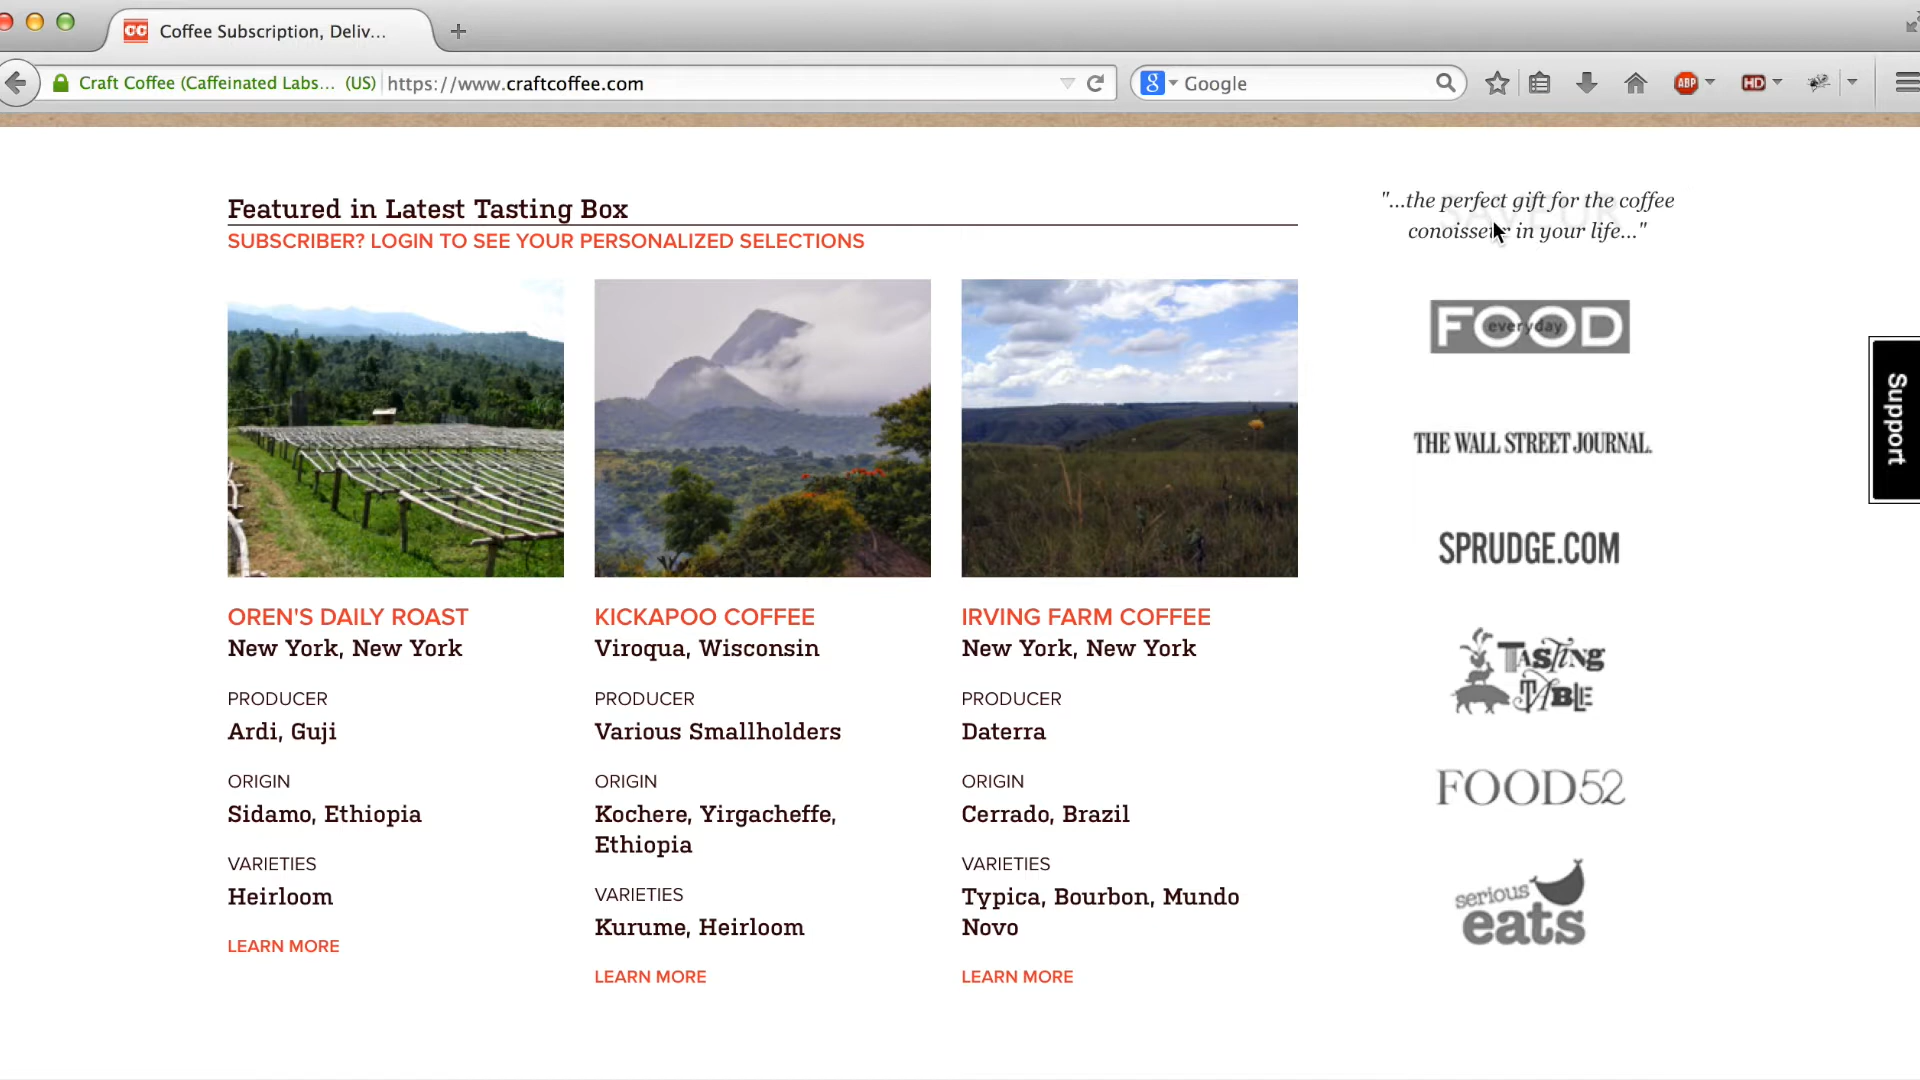 Coffee Subscription, Deliv...
Craft Coffee (Caffeinated Labs... (US)
https://www.craftcoffee.com
Google
ABP
HD
Featured in Latest Tasting Box
SUBSCRIBER? LOGIN TO SEE YOUR PERSONALIZED SELECTIONS
OREN'S DAILY ROAST
New York, New York
PRODUCER
Ardi, Guji
ORIGIN
Sidamo, Ethiopia
VARIETIES
Heirloom
LEARN MORE
KICKAPOO COFFEE
Viroqua, Wisconsin
PRODUCER
Various Smallholders
ORIGIN
Kochere, Yirgacheffe,
Ethiopia
VARIETIES
Kurume, Heirloom
LEARN MORE
IRVING FARM COFFEE
New York, New York
PRODUCER
Daterra
ORIGIN
Cerrado, Brazil
VARIETIES
Typica, Bourbon, Mundo
Novo
LEARN MORE
"...the perfect gift for the coffee
conoisseur in your life..."
SAVEUR
everyday
FOOD
THE WALL STREET JOURNAL.
SPRUDGE.COM
TASTING
TABLE
FOOD52
serious
eats
Support